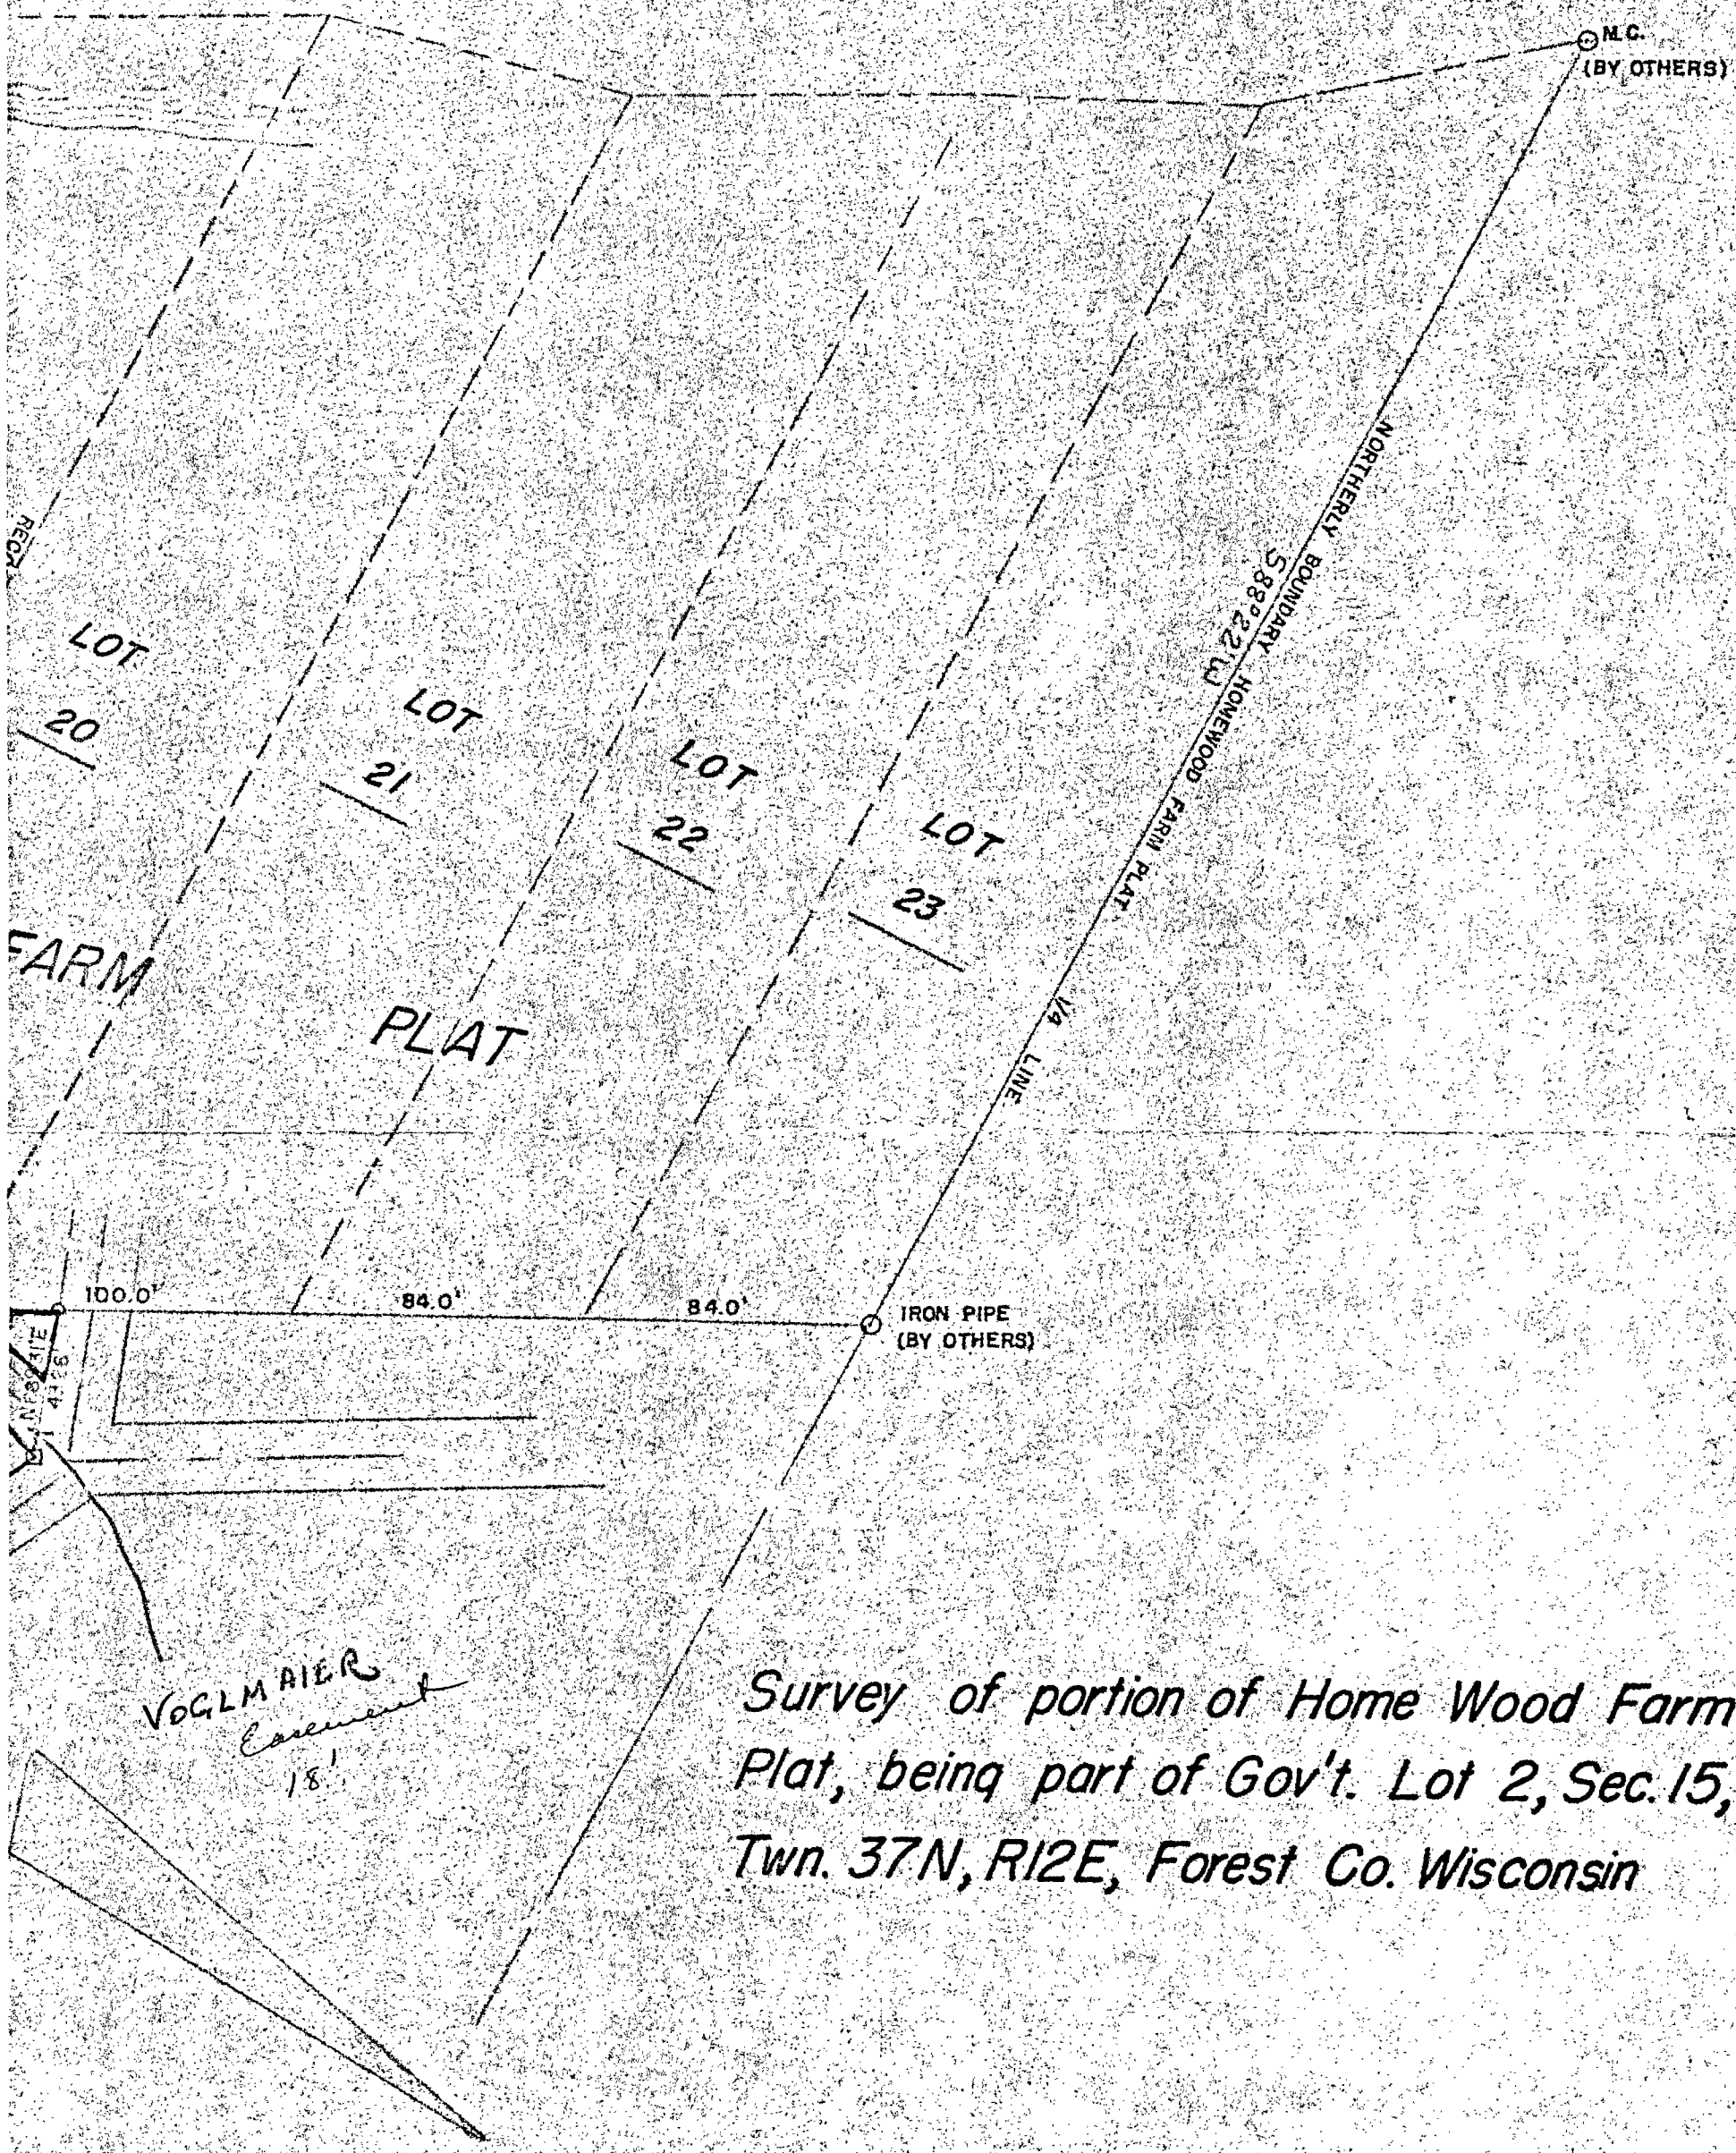 M.C.
(BY OTHERS)
NORTHERLY BOUNDARY HOMEWOOD FARM PLAT
S88°22'W
LOT
20
LOT
21
LOT
22
LOT
23
FARM
PLAT
1/4 LINE
100.0'
84.0'
84.0'
IRON PIPE
(BY OTHERS)
VOGLMAIER
Easement
18'
Survey of portion of Home Wood Farm
Plat, being part of Gov't. Lot 2, Sec. 15,
Twn. 37N, R12E, Forest Co. Wisconsin